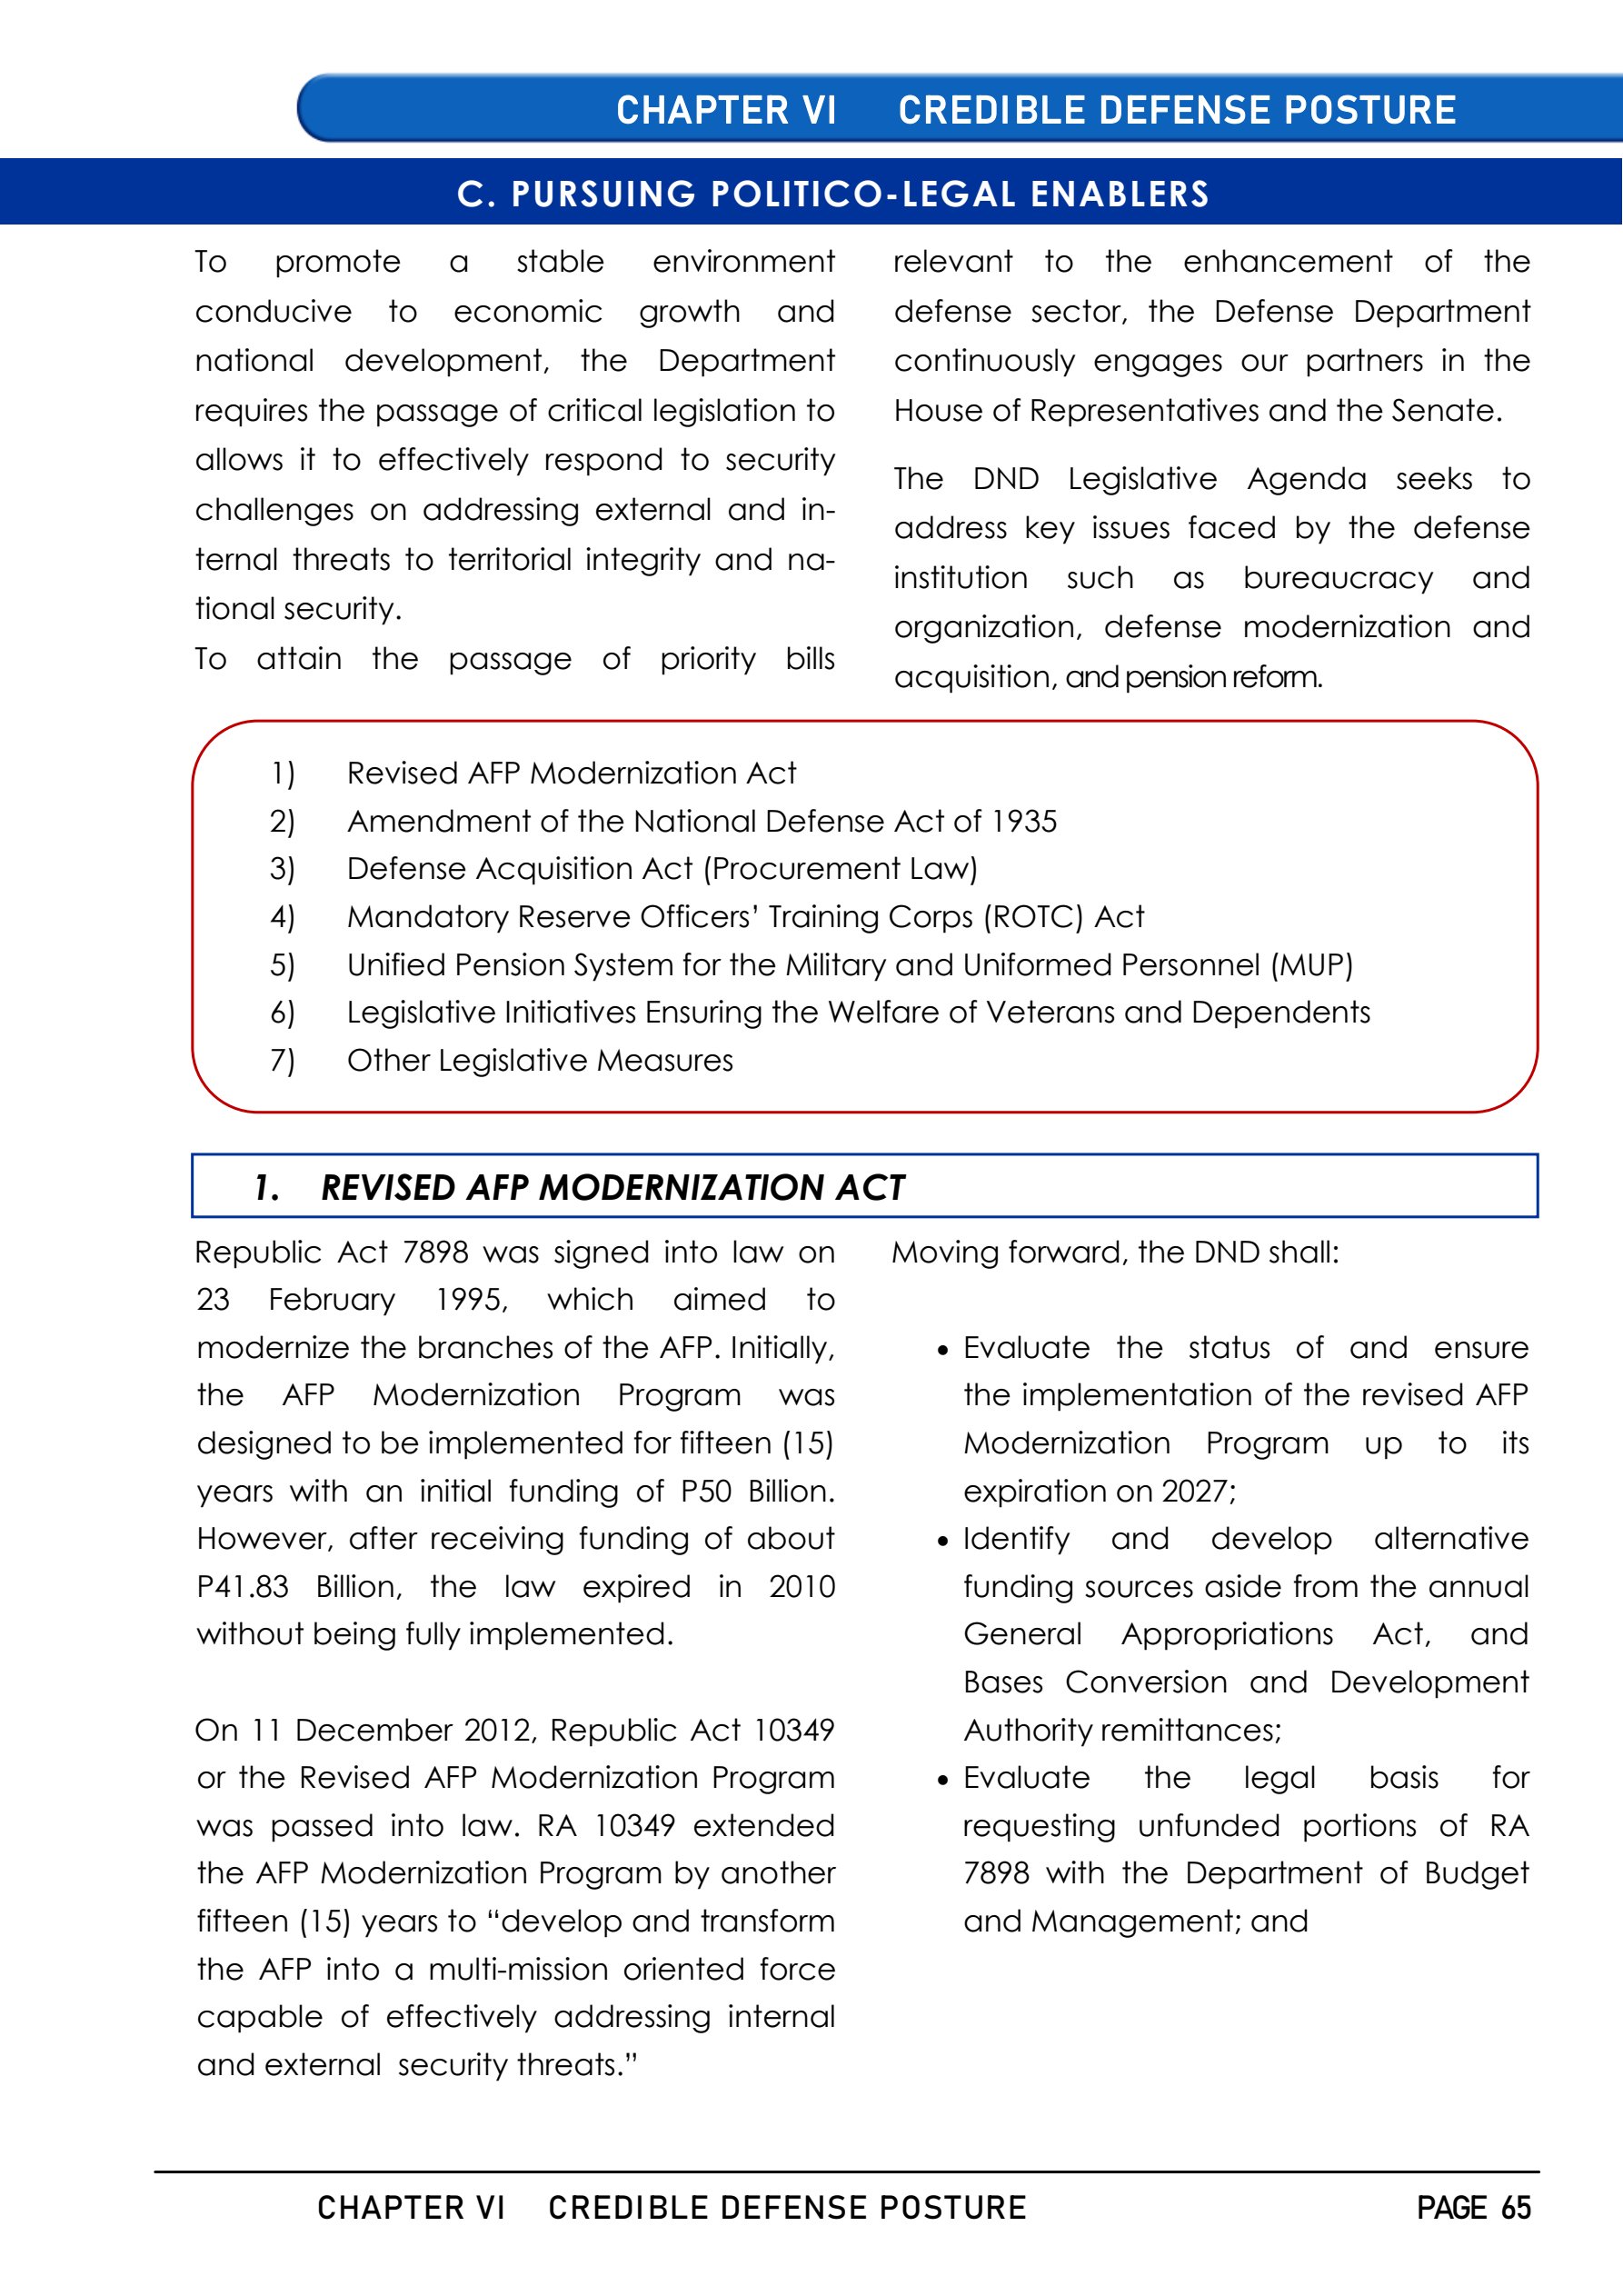 CHAPTER VI CREDIBLE DEFENSE POSTURE
C. PURSUING POLITICO-LEGAL ENABLERS
To promote a stable environment
conducive to economic growth and
national development, the Department
requires the passage of critical legislation to
allows it to effectively respond to security
challenges on addressing external and in-
ternal threats to territorial integrity and na-
tional security.
To attain the passage of priority bills
relevant to the enhancement of the
defense sector, the Defense Department
continuously engages our partners in the
House of Representatives and the Senate.
The DND Legislative Agenda seeks to
address key issues faced by the defense
institution such as bureaucracy and
organization, defense modernization and
acquisition, and pension reform.
1) Revised AFP Modernization Act
2) Amendment of the National Defense Act of 1935
3) Defense Acquisition Act (Procurement Law)
4) Mandatory Reserve Officers’ Training Corps (ROTC) Act
5) Unified Pension System for the Military and Uniformed Personnel (MUP)
6) Legislative Initiatives Ensuring the Welfare of Veterans and Dependents
7) Other Legislative Measures
1. REVISED AFP MODERNIZATION ACT
Republic Act 7898 was signed into law on
23 February 1995, which aimed to
modernize the branches of the AFP. Initially,
the AFP Modernization Program was
designed to be implemented for fifteen (15)
years with an initial funding of P50 Billion.
However, after receiving funding of about
P41.83 Billion, the law expired in 2010
without being fully implemented.
On 11 December 2012, Republic Act 10349
or the Revised AFP Modernization Program
was passed into law. RA 10349 extended
the AFP Modernization Program by another
fifteen (15) years to “develop and transform
the AFP into a multi-mission oriented force
capable of effectively addressing internal
and external security threats.”
Moving forward, the DND shall:
• Evaluate the status of and ensure
the implementation of the revised AFP
Modernization Program up to its
expiration on 2027;
• Identify and develop alternative
funding sources aside from the annual
General Appropriations Act, and
Bases Conversion and Development
Authority remittances;
• Evaluate the legal basis for
requesting unfunded portions of RA
7898 with the Department of Budget
and Management; and
CHAPTER VI CREDIBLE DEFENSE POSTURE PAGE 65